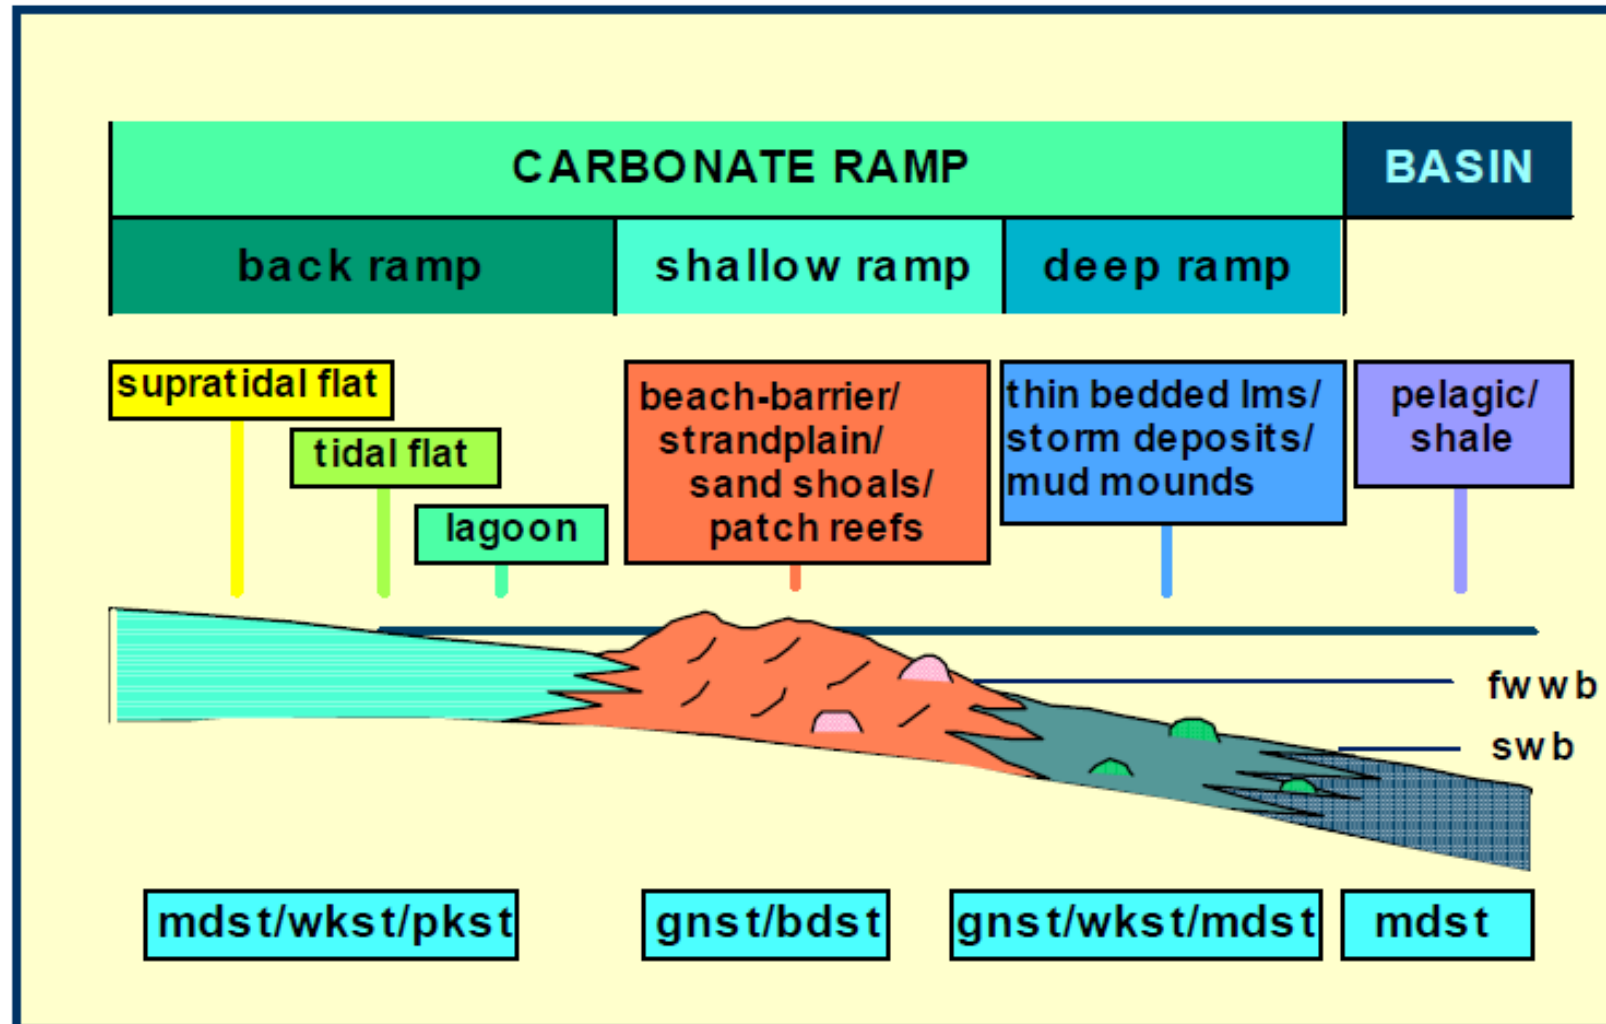 CARBONATE RAMP
BASIN
back ramp
shallow ramp
deep ramp
supratidal flat
tidal flat
lagoon
beach-barrier/
strandplain/
sand shoals/
patch reefs
thin bedded lms/
storm deposits/
mud mounds
pelagic/
shale
fwwb
swb
mdst/wkst/pkst
gnst/bdst
gnst/wkst/mdst
mdst